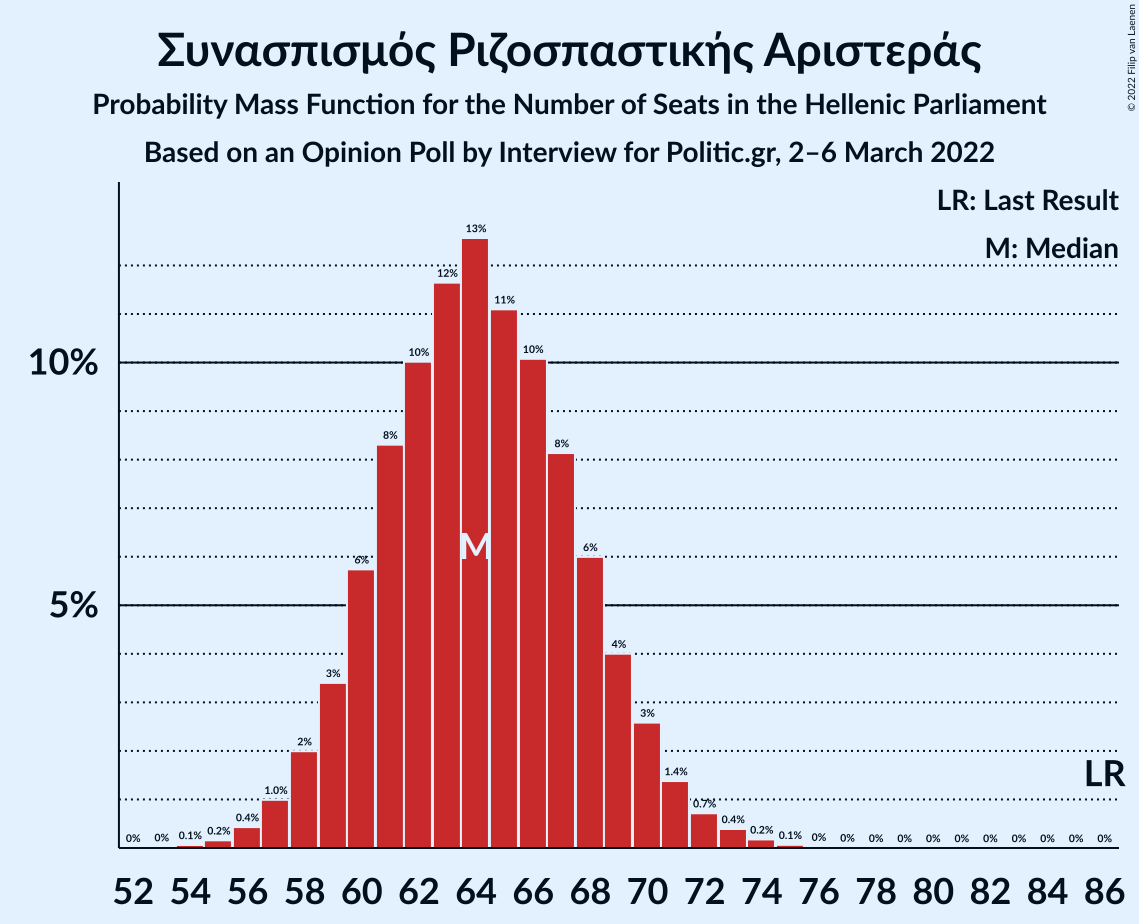 Συνασπισμός Ριζοσπαστικής Αριστεράς
Probability Mass Function for the Number of Seats in the Hellenic Parliament
Based on an Opinion Poll by Interview for Politic.gr, 2–6 March 2022
© 2022 Filip van Laenen
LR: Last Result
M: Median
10%
5%
0% 0% 0.1% 0.2% 0.4% 1.0% 2% 3% 6% 8% 10% 12% 13% 11% 10% 8% 6% 4% 3% 1.4% 0.7% 0.4% 0.2% 0.1% 0% 0% 0% 0% 0% 0% 0% 0% 0% 0% 0%
M
LR
52 54 56 58 60 62 64 66 68 70 72 74 76 78 80 82 84 86